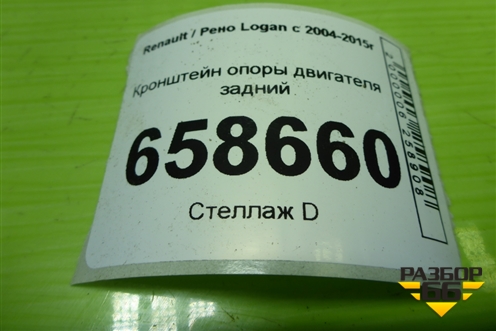 Renault / Рено Logan с 2004-2015г
Кронштейн опоры двигателя
задний
658660
Стеллаж D
РАЗБОР
66